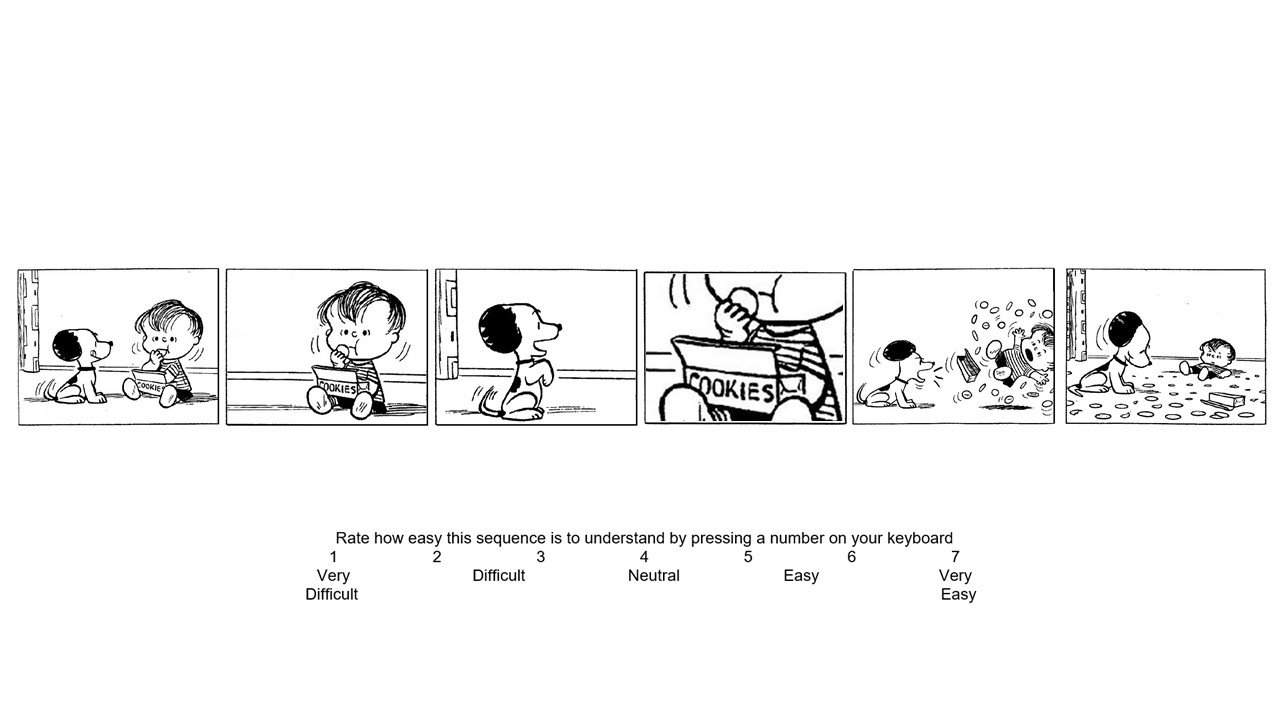 COOKIE
COOKIES
COOKIES
Rate how easy this sequence is to understand by pressing a number on your keyboard
1 2 3 4 5 6 7
Very Difficult Neutral Easy Very
Difficult Easy